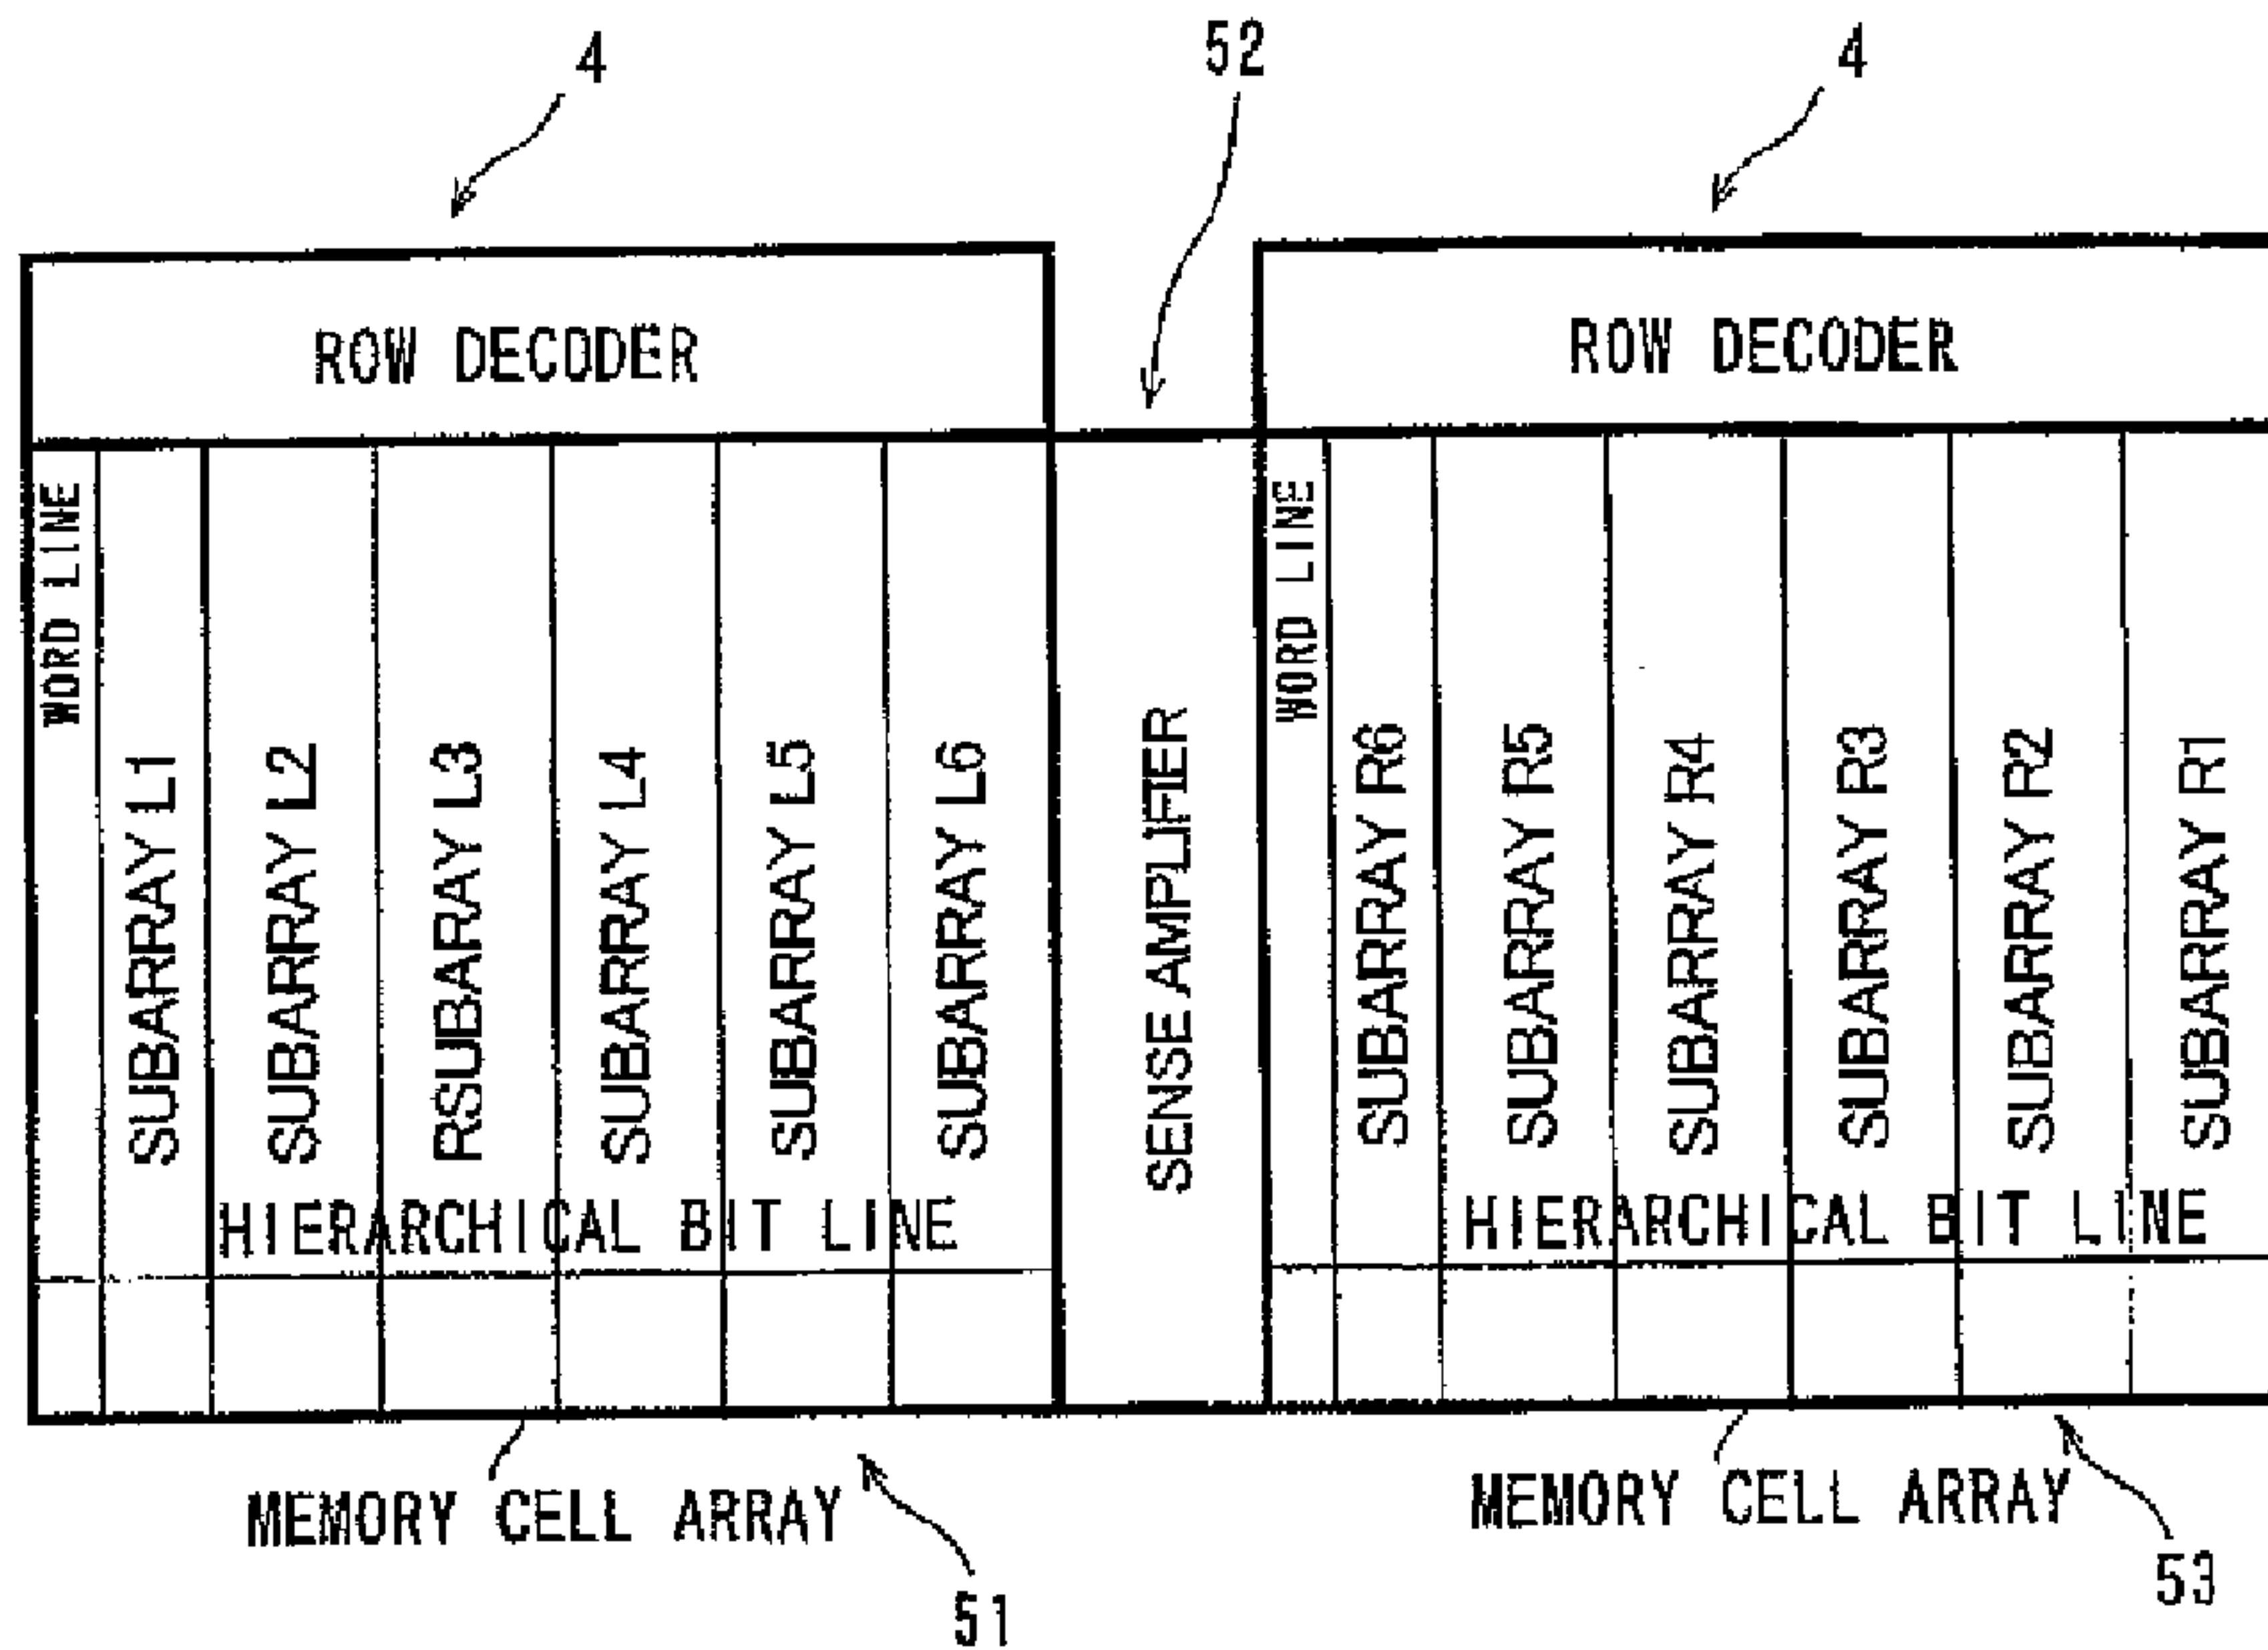 4
52
4
ROW DECODER
ROW DECODER
WORD LINE
SUBARRAY L1
SUBARRAY L2
RSUBARAY L3
SUBARRAY L4
SUBARRAY L5
SUBARRAY L6
SENSE AMPLIFIER
WORD LINE
SUBARRAY R6
SUBARRAY R5
SUBARRAY R4
SUBARRAY R3
SUBARRAY R2
SUBARRAY R1
HIERARCHICAL BIT LINE
HIERARCHICAL BIT LINE
MEMORY CELL ARRAY
MEMORY CELL ARRAY
51
53